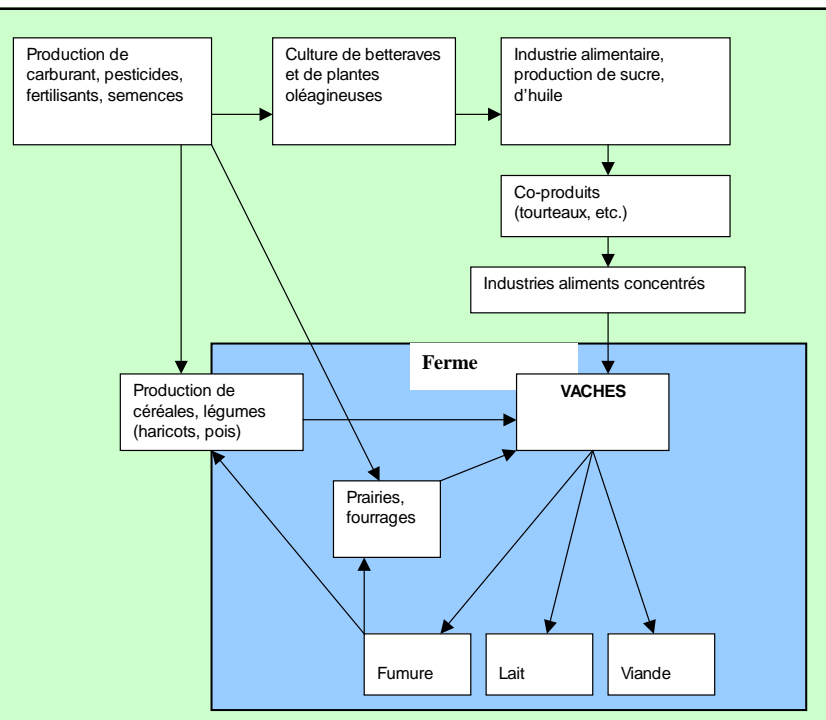 Production de
carburant, pesticides,
fertilisants, semences
Culture de betteraves
et de plantes
oléagineuses
Industrie alimentaire,
production de sucre,
d'huile
Co-produits
(tourteaux, etc.)
Industries aliments concentrés
Ferme
Production de
céréales, légumes
(haricots, pois)
VACHES
Prairies,
fourrages
Fumure
Lait
Viande